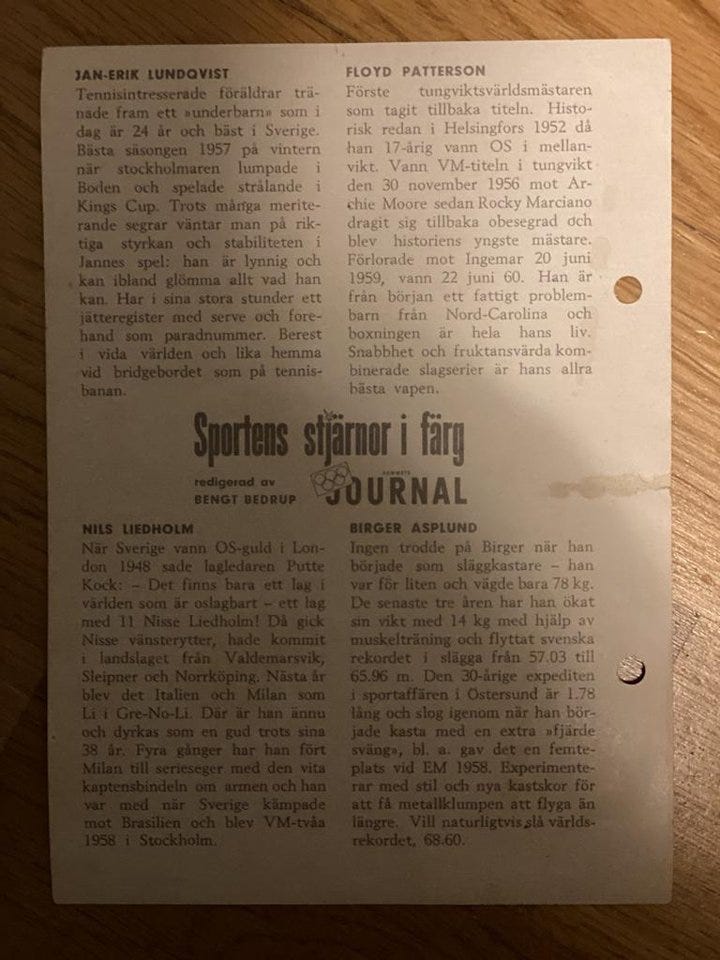 JAN-ERIK LUNDQVIST
Tennisintresserade föräldrar trä-
nade fram ett »underbarn» som i
dag är 24 år och bäst i Sverige.
Bästa säsongen 1957 på vintern
när stockholmaren lumpade i
Boden och spelade strålande i
Kings Cup. Trots många merite-
rande segrar väntar man på rik-
tiga styrkan och stabiliteten i
Jannes spel: han är lynnig och
kan ibland glömma allt vad han
kan. Har i sina stora stunder ett
jätteregister med serve och fore-
hand som paradnummer. Berest
i vida världen och lika hemma
vid bridgebordet som på tennis-
banan.
FLOYD PATTERSON
Förste tungviktsvärldsmästaren
som tagit tillbaka titeln. Histo-
risk redan i Helsingfors 1952 då
han 17-årig vann OS i mellan-
vikt. Vann VM-titeln i tungvikt
den 30 november 1956 mot Ar-
chie Moore sedan Rocky Marciano
dragit sig tillbaka obesegrad och
blev historiens yngste mästare.
Förlorade mot Ingemar 20 juni
1959, vann 22 juni 60. Han är
från början ett fattigt problem-
barn från Nord-Carolina och
boxningen är hela hans liv.
Snabbhet och fruktansvärda kom-
binerade slagserier är hans allra
bästa vapen.
Sportens stjärnor i färg
redigerad av
BENGT BEDRUP
JOURNAL
NILS LIEDHOLM
När Sverige vann OS-guld i Lon-
don 1948 sade lagledaren Putte
Kock: – Det finns bara ett lag i
världen som är oslagbart – ett lag
med 11 Nisse Liedholm! Då gick
Nisse vänsterytter, hade kommit
i landslaget från Valdemarsvik,
Sleipner och Norrköping. Nästa år
blev det Italien och Milan som
Li i Gre-No-Li. Där är han ännu
och dyrkas som en gud trots sina
38 år. Fyra gånger har han fört
Milan till serieseger med den vita
kaptensbindeln om armen och han
var med när Sverige kämpade
mot Brasilien och blev VM-tvåa
1958 i Stockholm.
BIRGER ASPLUND
Ingen trodde på Birger när han
började som släggkastare – han
var för liten och vägde bara 78 kg.
De senaste tre åren har han ökat
sin vikt med 14 kg med hjälp av
muskelträning och flyttat svenska
rekordet i slägga från 57.03 till
65.96 m. Den 30-årige expediten
i sportaffären i Ostersund är 1.78
lång och slog igenom när han bör-
jade kasta med en extra »fjärde
sväng», bl. a. gav det en femte-
plats vid EM 1958. Experimente-
rar med stil och nya kastskor för
att få metallklumpen att flyga än
längre. Vill naturligtvis slå världs-
rekordet, 68.60.